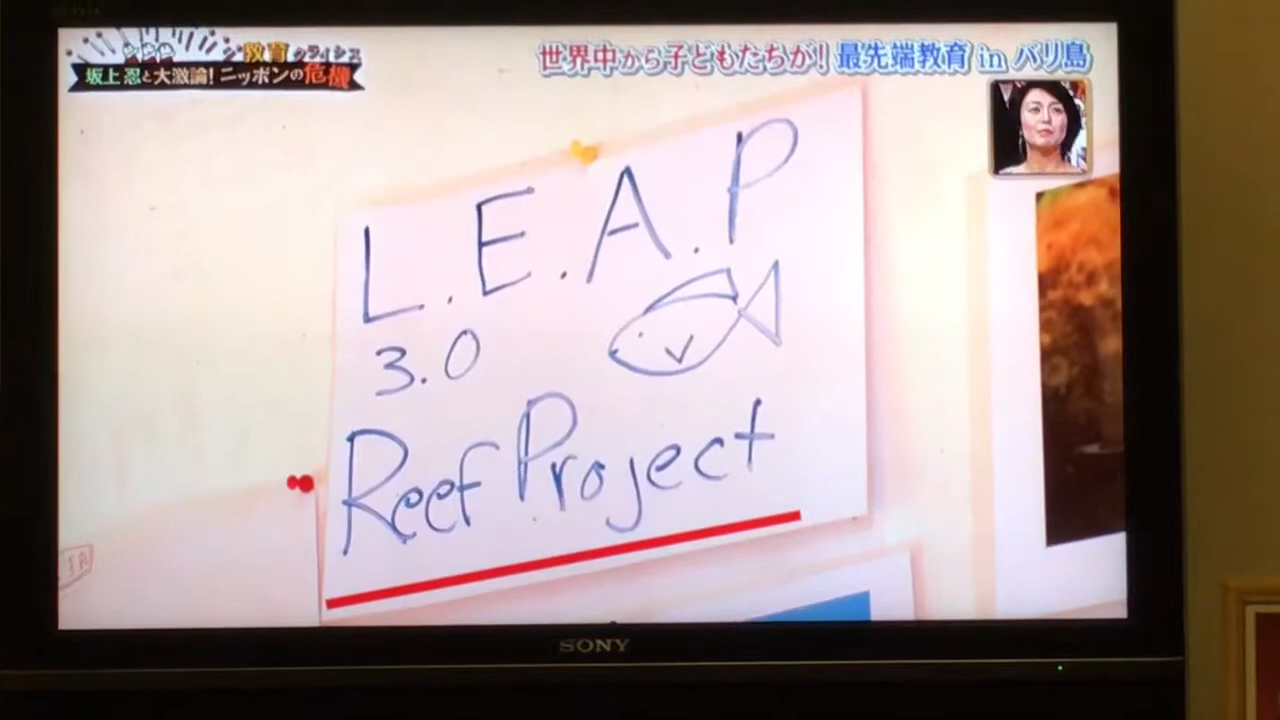 教育クライシス
坂上忍と大激論！ニッポンの危機
世界中から子どもたちが！最先端教育 in バリ島
L.E.A.P
3.0
Reef Project
SONY